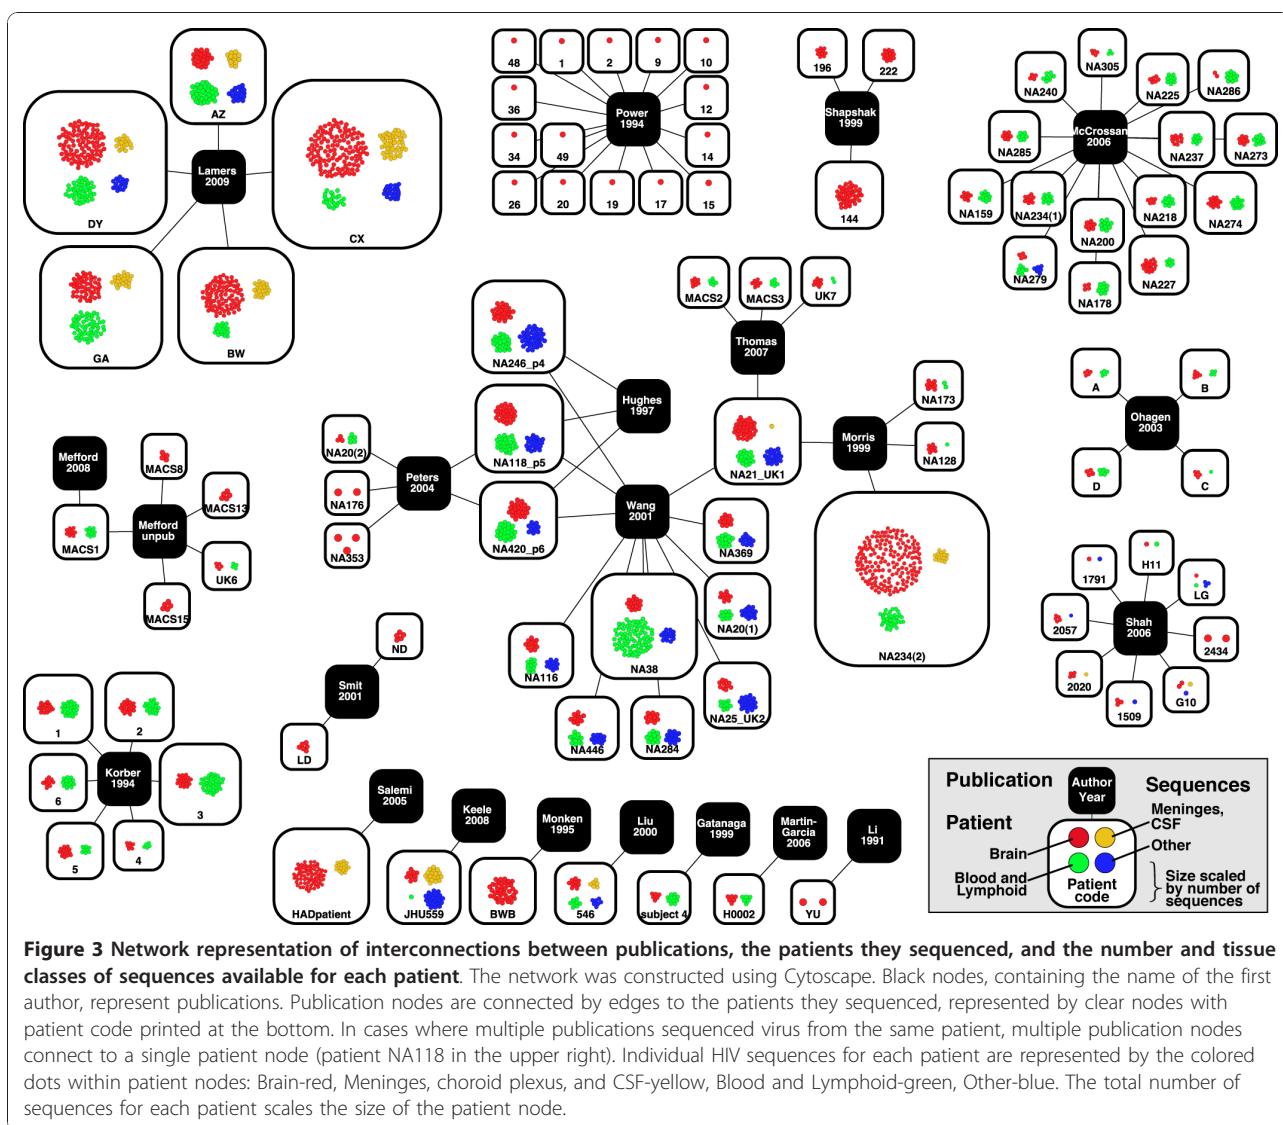 AZ
DY
Lamers
2009
CX
GA
BW
48
1
2
9
10
36
Power
1994
12
34
49
14
26
20
19
17
15
196
222
Shapshak
1999
144
NA305
NA240
NA225
NA286
McCrossan
2006
NA285
NA237
NA273
NA159
NA234(1)
NA218
NA274
NA200
NA279
NA178
NA227
MACS2
MACS3
UK7
Thomas
2007
NA246_p4
Hughes
1997
NA118_p5
NA20(2)
Peters
2004
NA176
NA353
NA420_p6
Wang
2001
NA21_UK1
Morris
1999
NA173
NA128
NA234(2)
NA369
NA20(1)
NA38
NA116
NA25_UK2
NA446
NA284
A
B
Ohagen
2003
D
C
Mefford
2008
MACS8
MACS13
Mefford
unpub
MACS1
UK6
MACS15
ND
Smit
2001
LD
1791
H11
LG
2057
Shah
2006
2434
2020
1509
G10
1
2
Korber
1994
6
3
5
4
Salemi
2005
HADpatient
Keele
2008
JHU559
Monken
1995
BWB
Liu
2000
546
Gatanaga
1999
subject 4
Martin-
Garcia
2006
H0002
Li
1991
YU
Publication
Author
Year
Sequences
Patient
Meninges,
CSF
Brain
Other
Blood and
Lymphoid
Patient
code
Size scaled
by number of
sequences
Figure 3 Network representation of interconnections between publications, the patients they sequenced, and the number and tissue
classes of sequences available for each patient. The network was constructed using Cytoscape. Black nodes, containing the name of the first
author, represent publications. Publication nodes are connected by edges to the patients they sequenced, represented by clear nodes with
patient code printed at the bottom. In cases where multiple publications sequenced virus from the same patient, multiple publication nodes
connect to a single patient node (patient NA118 in the upper right). Individual HIV sequences for each patient are represented by the colored
dots within patient nodes: Brain-red, Meninges, choroid plexus, and CSF-yellow, Blood and Lymphoid-green, Other-blue. The total number of
sequences for each patient scales the size of the patient node.